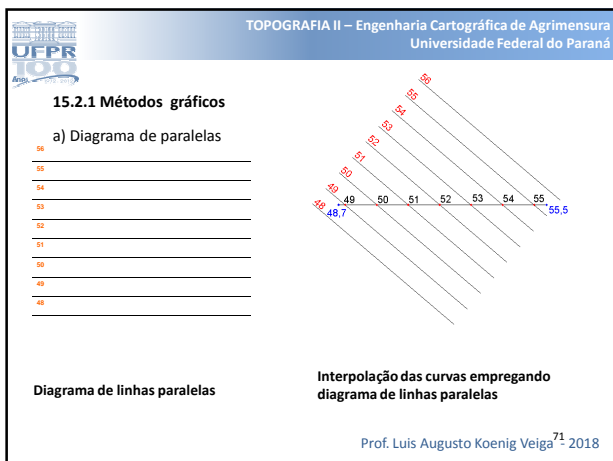 TOPOGRAFIA II – Engenharia Cartográfica de Agrimensura
Universidade Federal do Paraná
UFPR
100
Anos
15.2.1 Métodos gráficos
a) Diagrama de paralelas
56
55
54
53
52
51
50
49
48
56
55
54
53
52
51
50
49
48
49 50 51 52 53 54 55
48,7
55,5
Diagrama de linhas paralelas
Interpolação das curvas empregando
diagrama de linhas paralelas
Prof. Luis Augusto Koenig Veiga - 2018
71